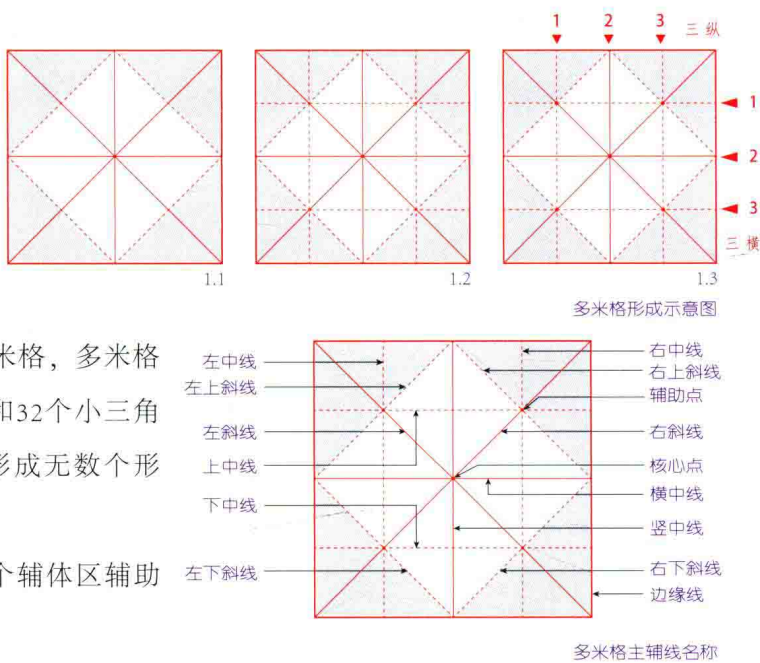 1 2 3 三纵
1
2
3
三横
1.1 1.2 1.3
多米格形成示意图
米格，多米格
和32个小三角
形成无数个形
个辅体区辅助
左中线
左上斜线
左斜线
上中线
下中线
左下斜线
右中线
右上斜线
辅助点
右斜线
核心点
横中线
竖中线
右下斜线
边缘线
多米格主辅线名称